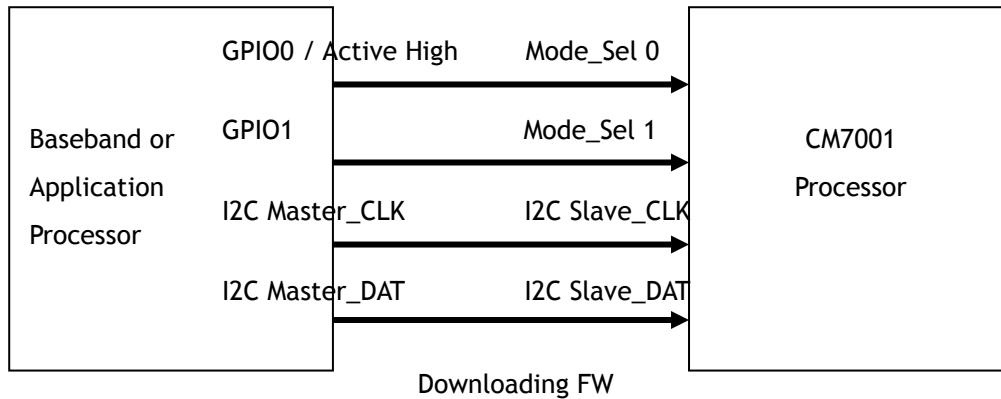 GPIO0 / Active High
Mode_Sel 0
GPIO1
Mode_Sel 1
Baseband or
Application
Processor
CM7001
Processor
I2C Master_CLK
I2C Slave_CLK
I2C Master_DAT
I2C Slave_DAT
Downloading FW